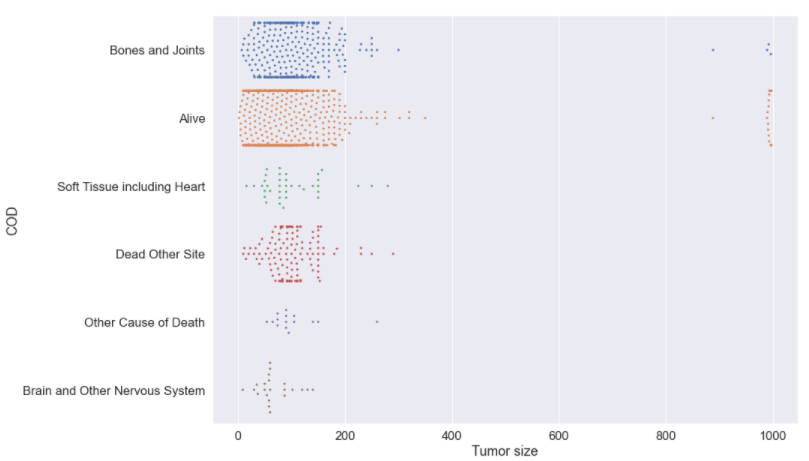 Bones and Joints
Alive
Soft Tissue including Heart
Dead Other Site
Other Cause of Death
Brain and Other Nervous System
COD
0 200 400 600 800 1000
Tumor size